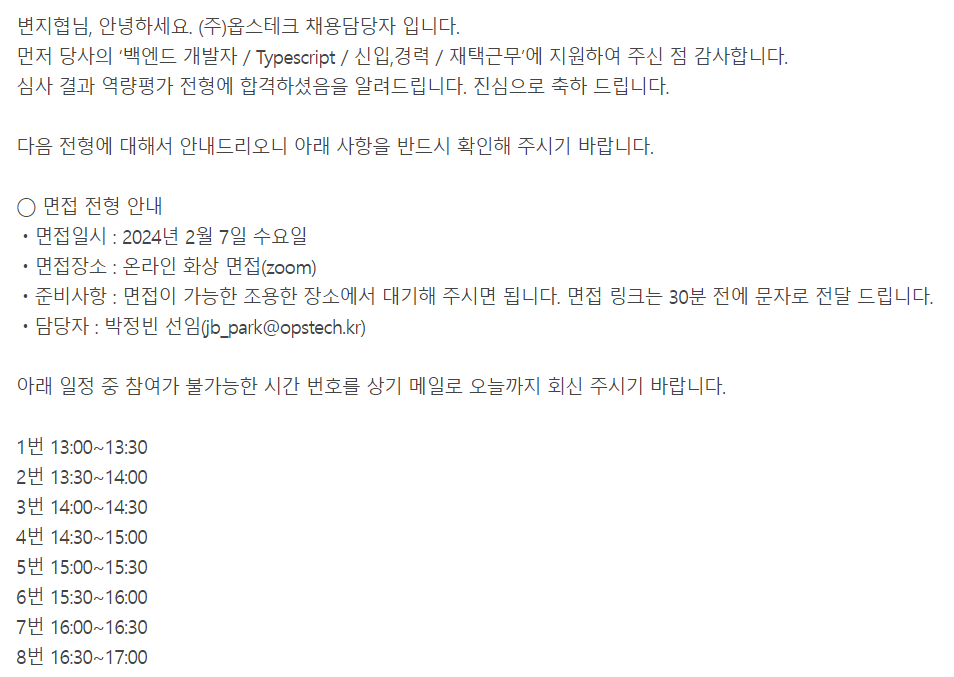 변지협님, 안녕하세요. (주)옵스테크 채용담당자 입니다.
먼저 당사의 ‘백엔드 개발자 / Typescript / 신입,경력 / 재택근무’에 지원하여 주신 점 감사합니다.
심사 결과 역량평가 전형에 합격하셨음을 알려드립니다. 진심으로 축하 드립니다.
다음 전형에 대해서 안내드리오니 아래 사항을 반드시 확인해 주시기 바랍니다.
◯ 면접 전형 안내
・면접일시 : 2024년 2월 7일 수요일
・면접장소 : 온라인 화상 면접(zoom)
・준비사항 : 면접이 가능한 조용한 장소에서 대기해 주시면 됩니다. 면접 링크는 30분 전에 문자로 전달 드립니다.
・담당자 : 박정빈 선임(jb_park@opstech.kr)
아래 일정 중 참여가 불가능한 시간 번호를 상기 메일로 오늘까지 회신 주시기 바랍니다.
1번 13:00~13:30
2번 13:30~14:00
3번 14:00~14:30
4번 14:30~15:00
5번 15:00~15:30
6번 15:30~16:00
7번 16:00~16:30
8번 16:30~17:00